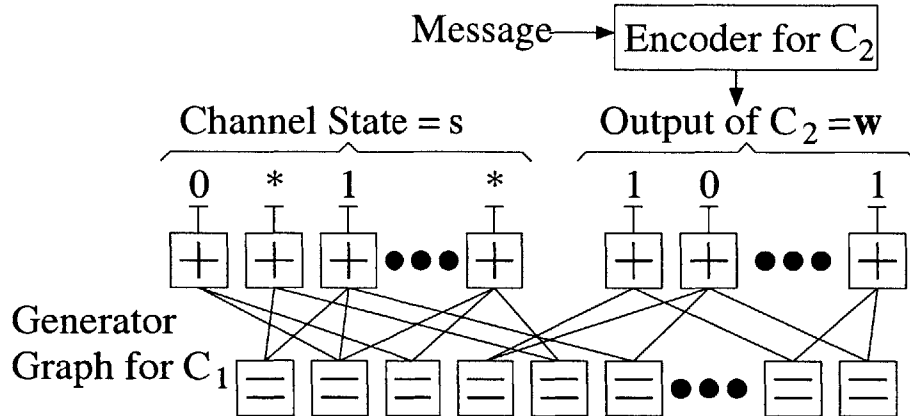 Message
Encoder for C₂
Channel State = s
Output of C₂ = w
0 * 1 * 1 0 1
+ + + + + + +
Generator
Graph for C₁
= = = = = = = =